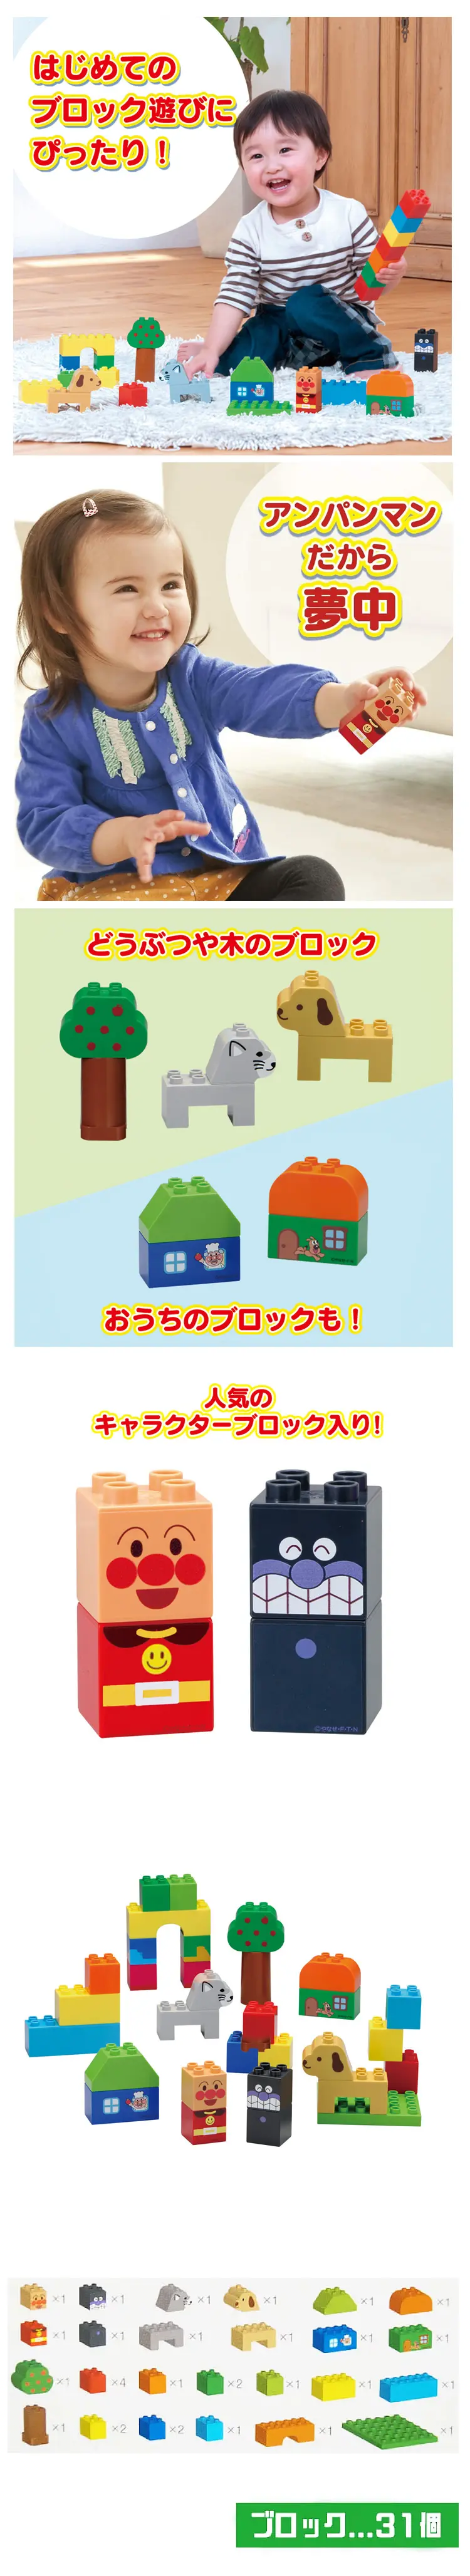 はじめての
ブロック遊びに
ぴったり！
アンパンマン
だから
夢中
どうぶつや木のブロック
おうちのブロックも！
人気の
キャラクターブロック入り!
©やなせ・F・T・N
×1 ×1 ×1 ×1 ×1 ×1
×1 ×1 ×1 ×1 ×1 ×1
×1 ×4 ×1 ×2 ×1 ×1 ×1
×1 ×2 ×2 ×1 ×1 ×1
ブロック...31個